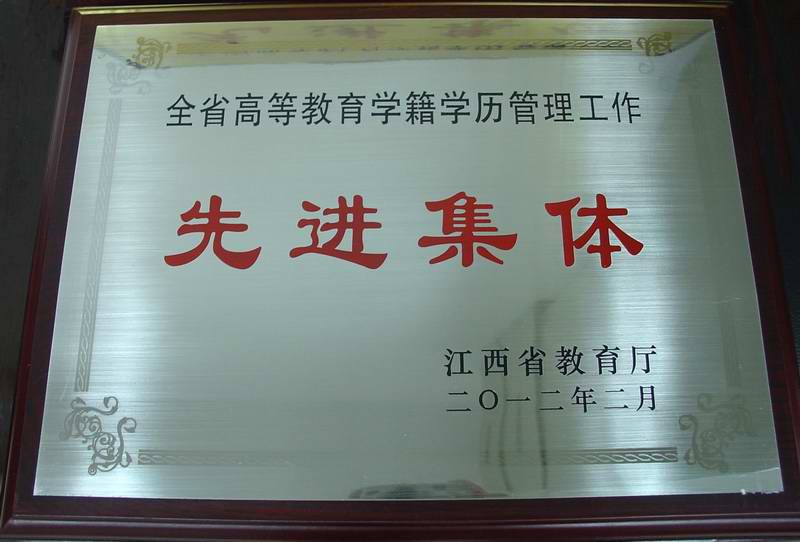 全省高等教育学籍学历管理工作
先进集体
江西省教育厅
二〇一二年二月